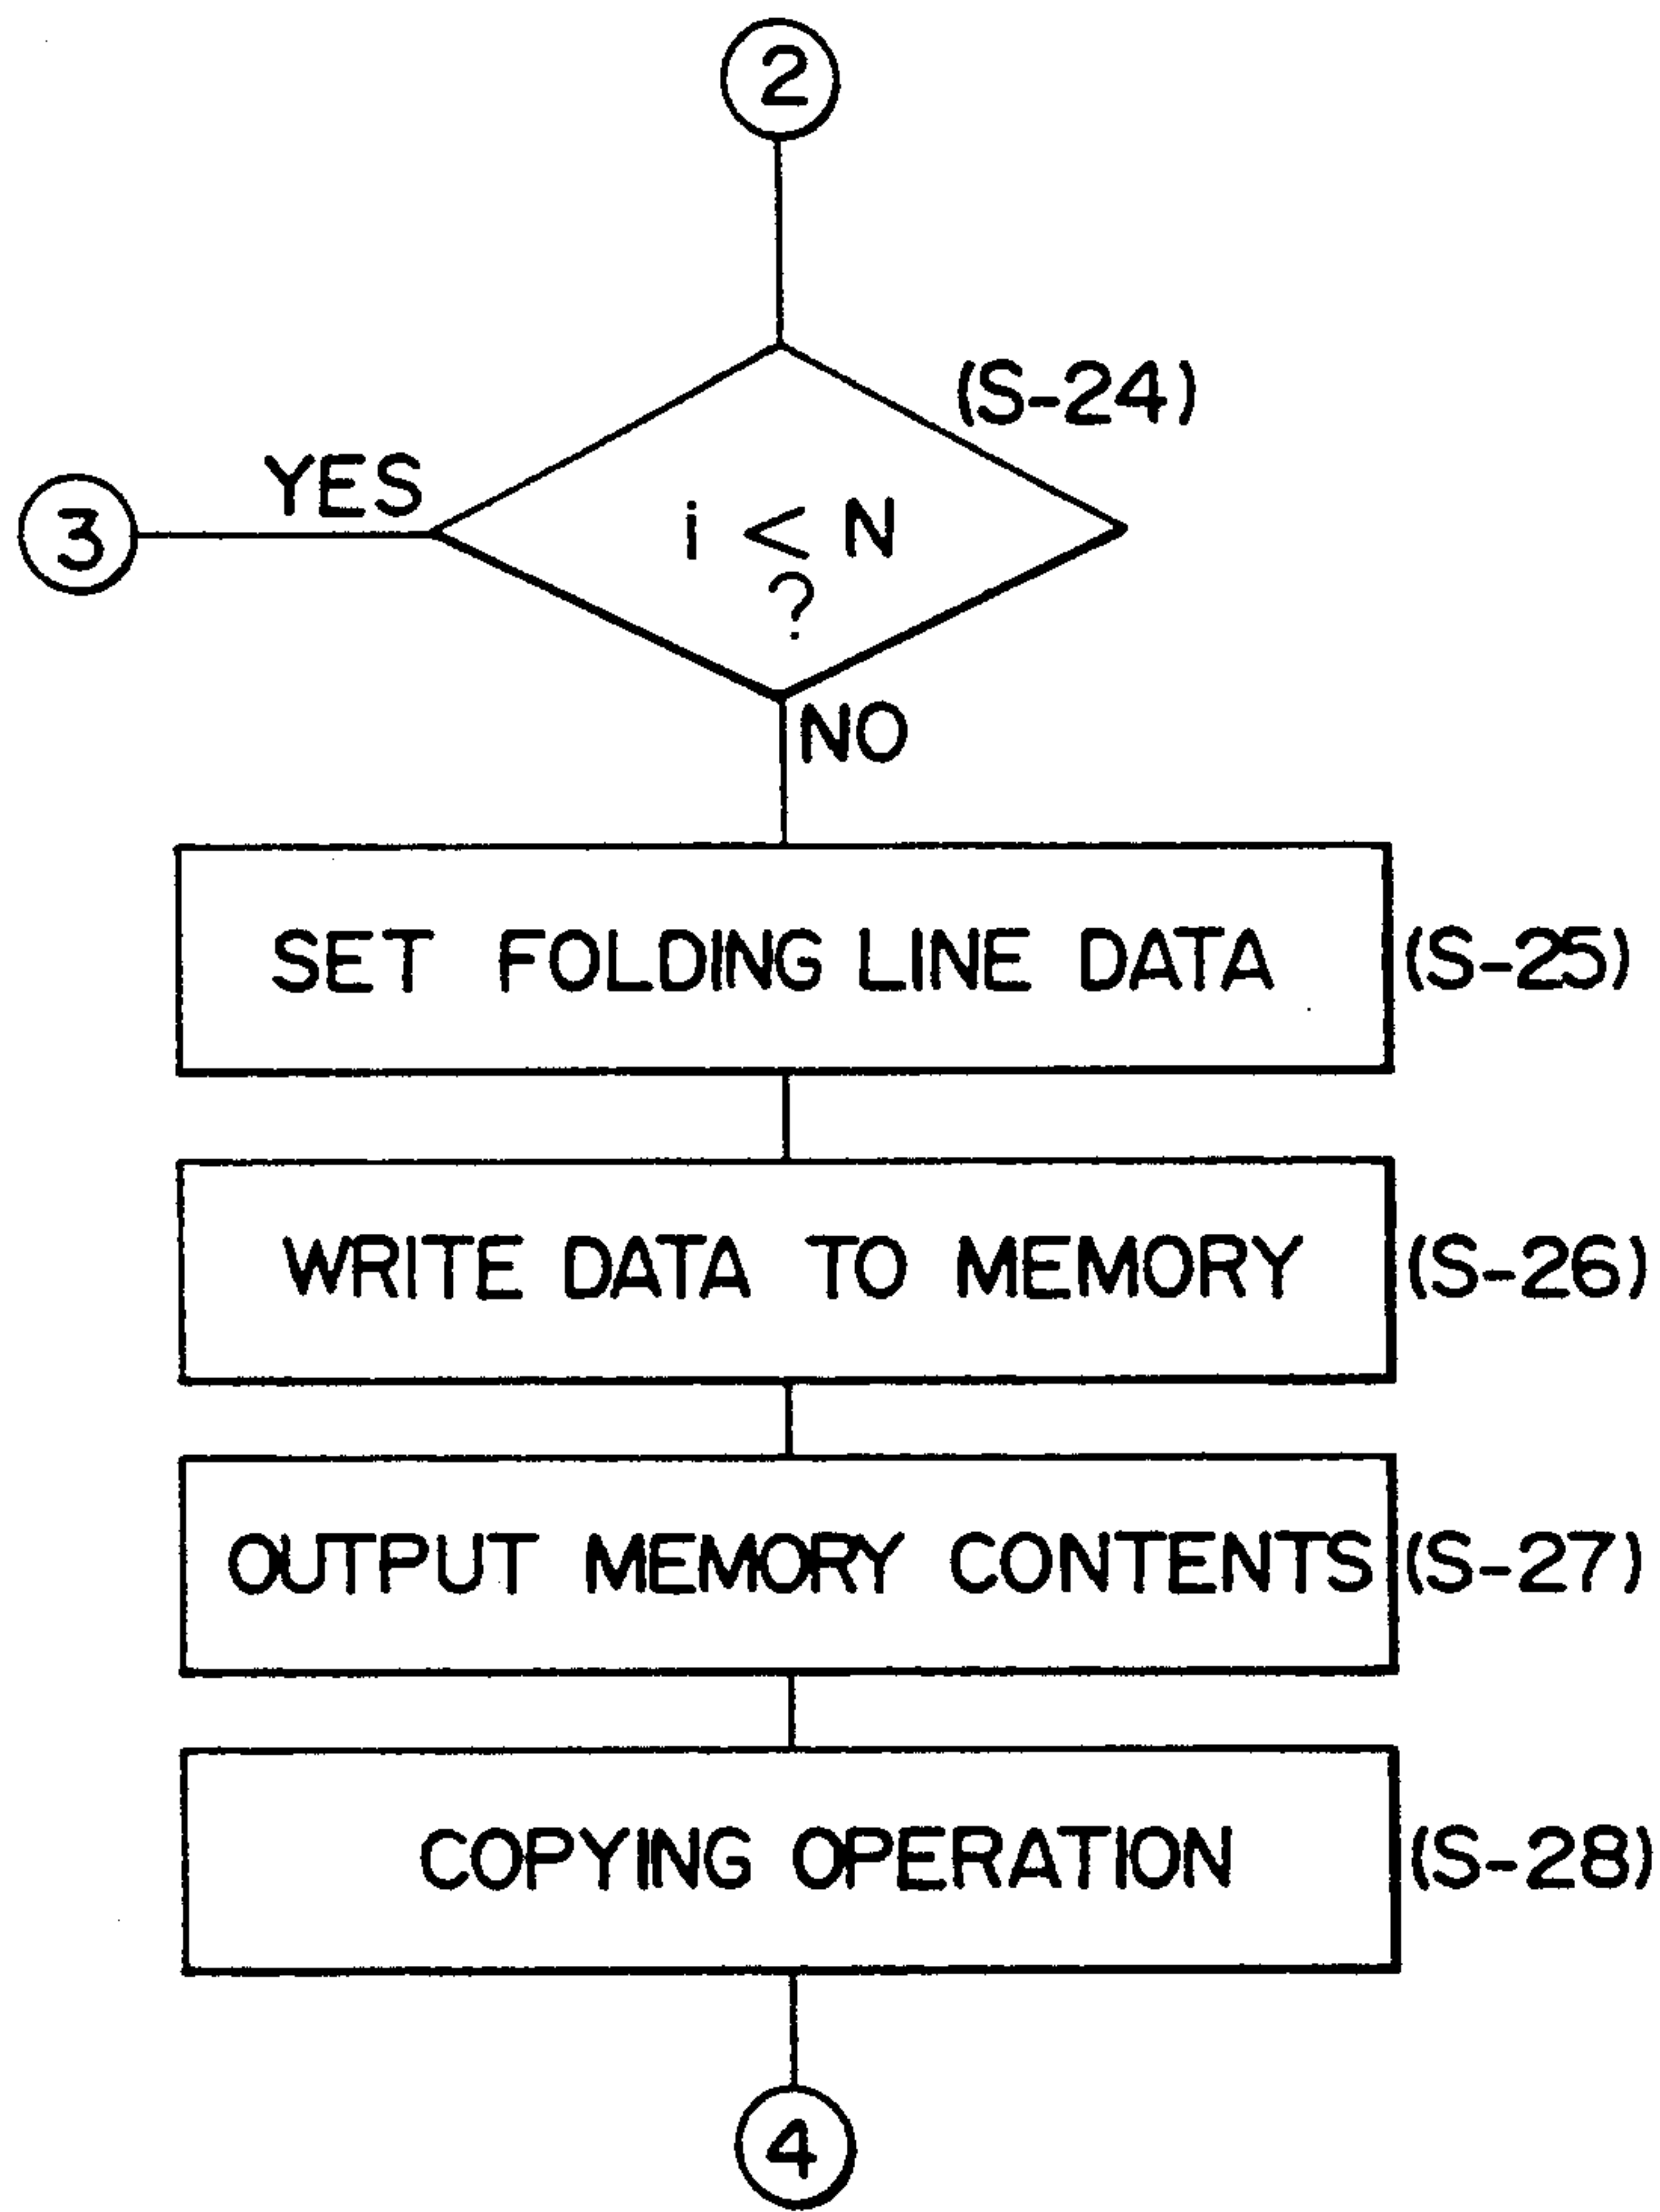 2
(S-24)
YES
3
i < N
?
NO
SET FOLDING LINE DATA (S-25)
WRITE DATA TO MEMORY (S-26)
OUTPUT MEMORY CONTENTS (S-27)
COPYING OPERATION (S-28)
4